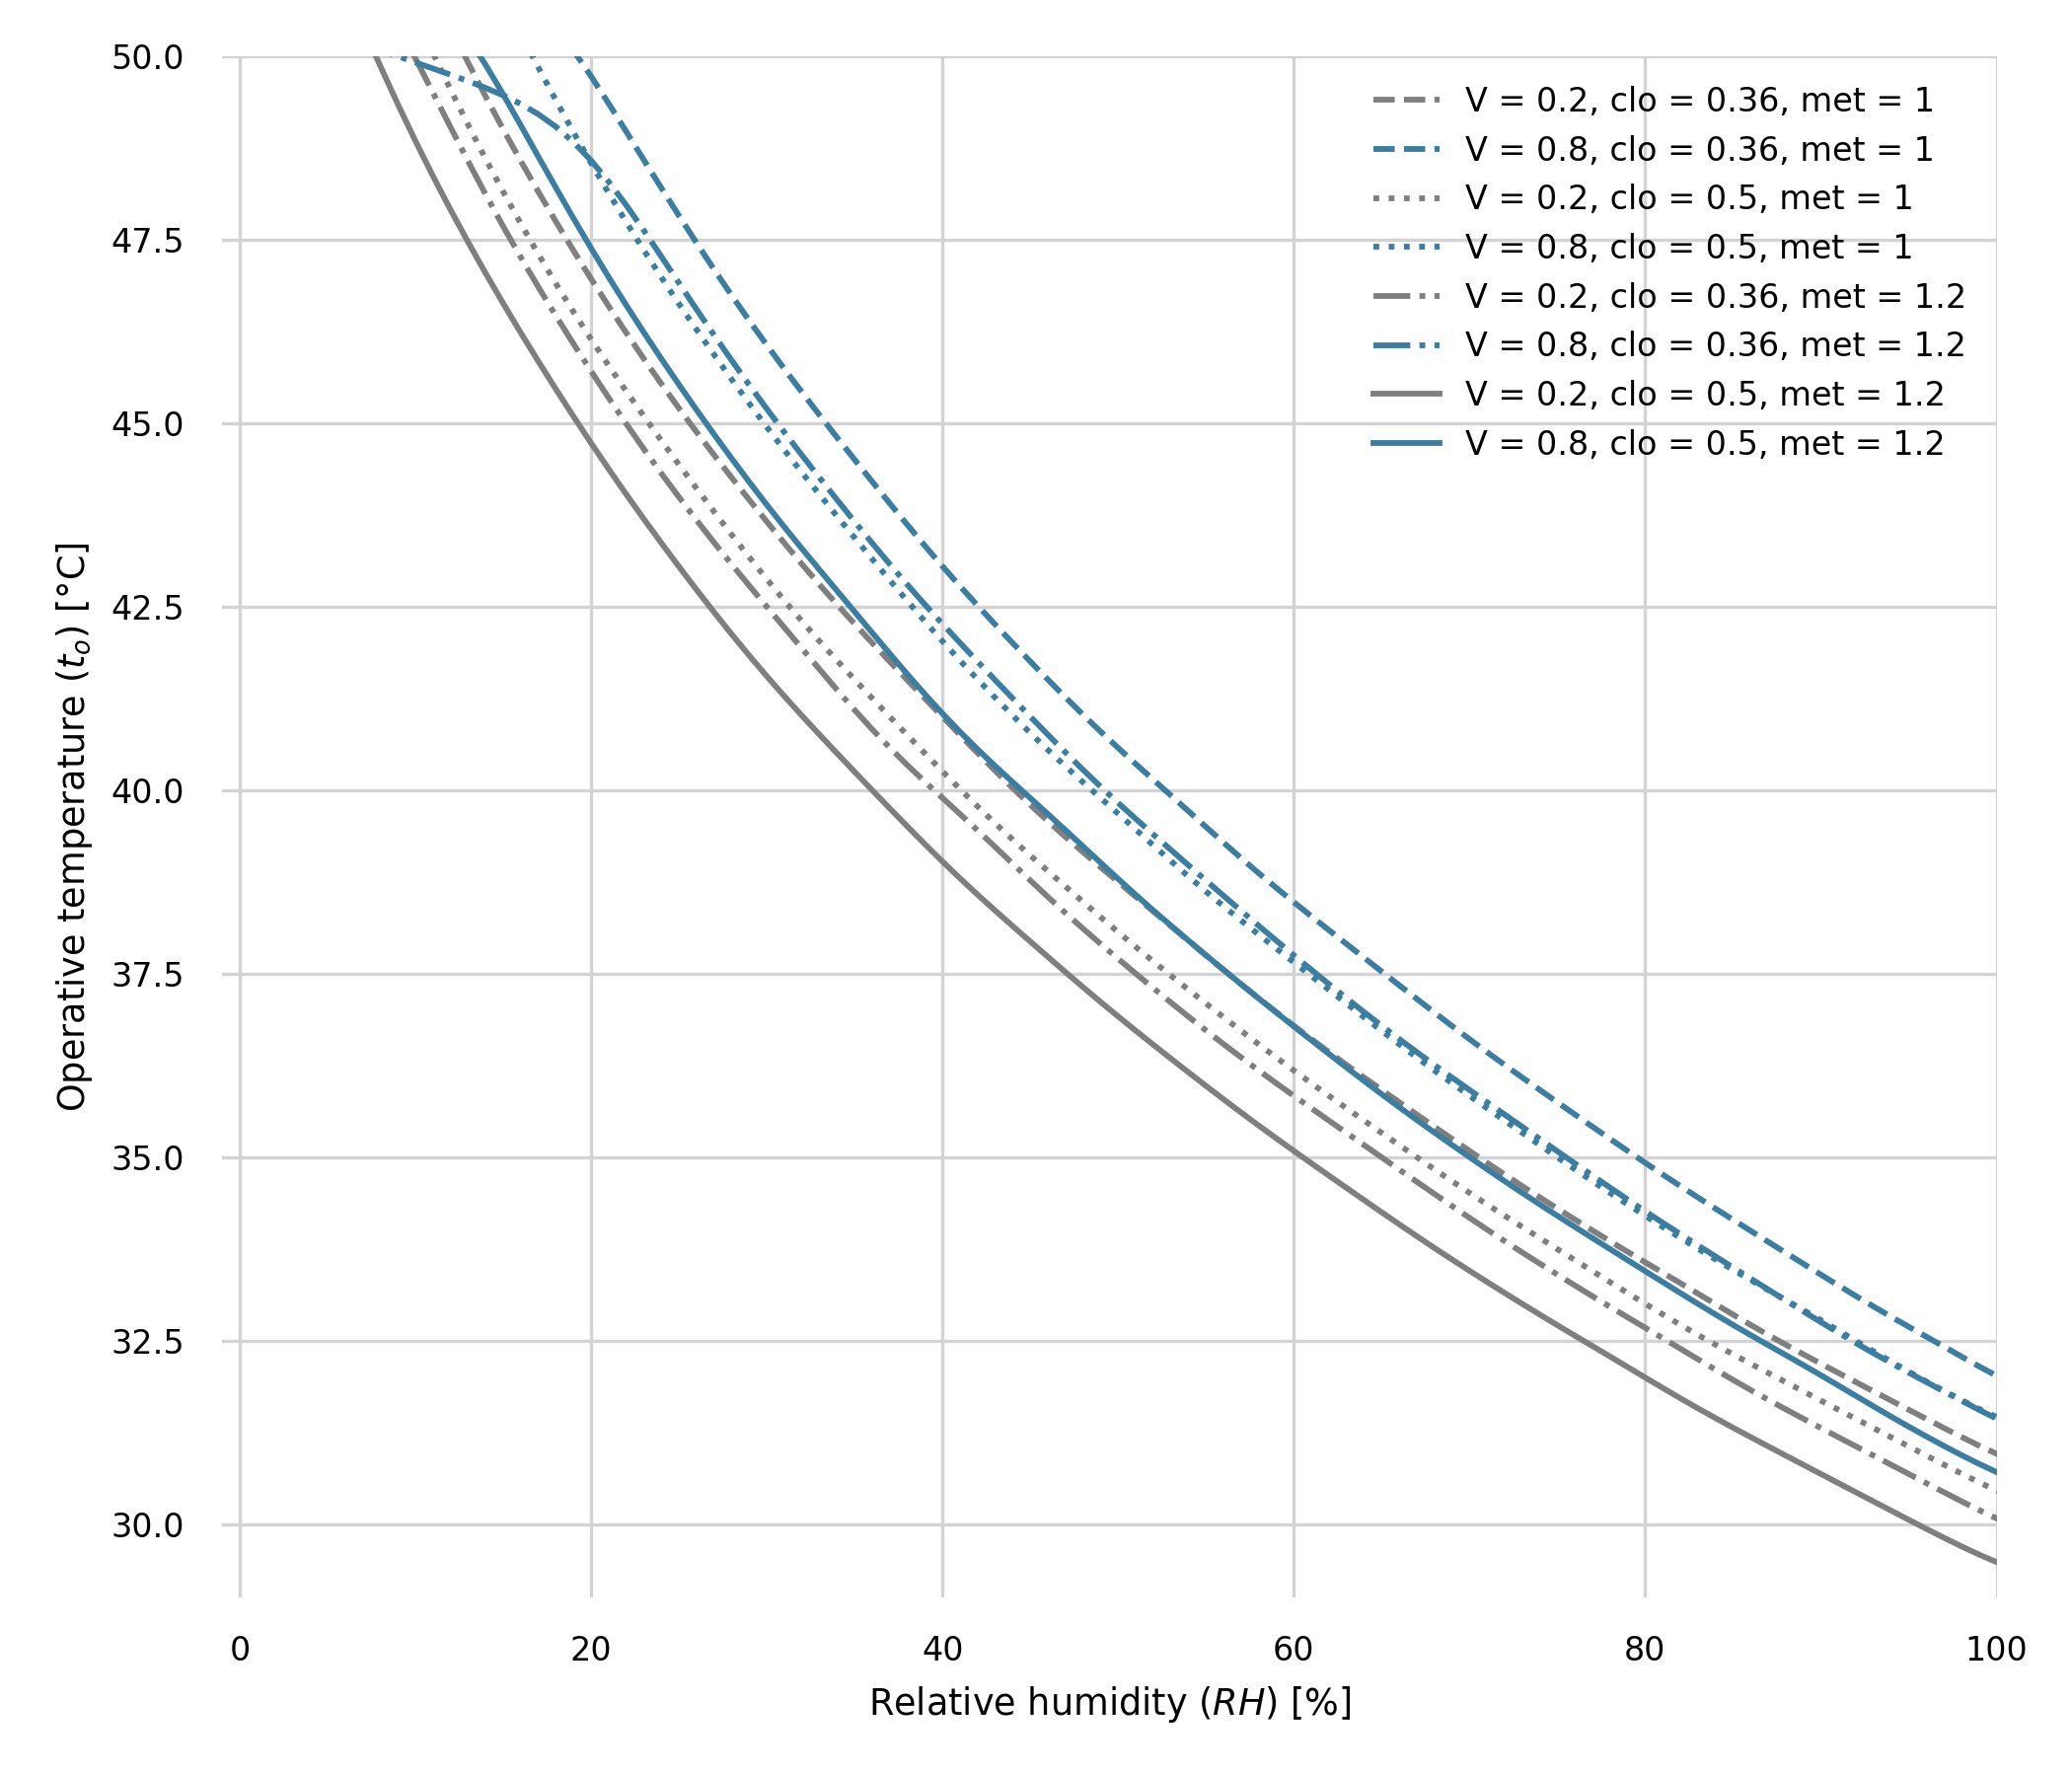 50.0
47.5
45.0
42.5
40.0
37.5
35.0
32.5
30.0
Operative temperature (tₒ) [°C]
V = 0.2, clo = 0.36, met = 1
V = 0.8, clo = 0.36, met = 1
V = 0.2, clo = 0.5, met = 1
V = 0.8, clo = 0.5, met = 1
V = 0.2, clo = 0.36, met = 1.2
V = 0.8, clo = 0.36, met = 1.2
V = 0.2, clo = 0.5, met = 1.2
V = 0.8, clo = 0.5, met = 1.2
0 20 40 60 80 100
Relative humidity (RH) [%]